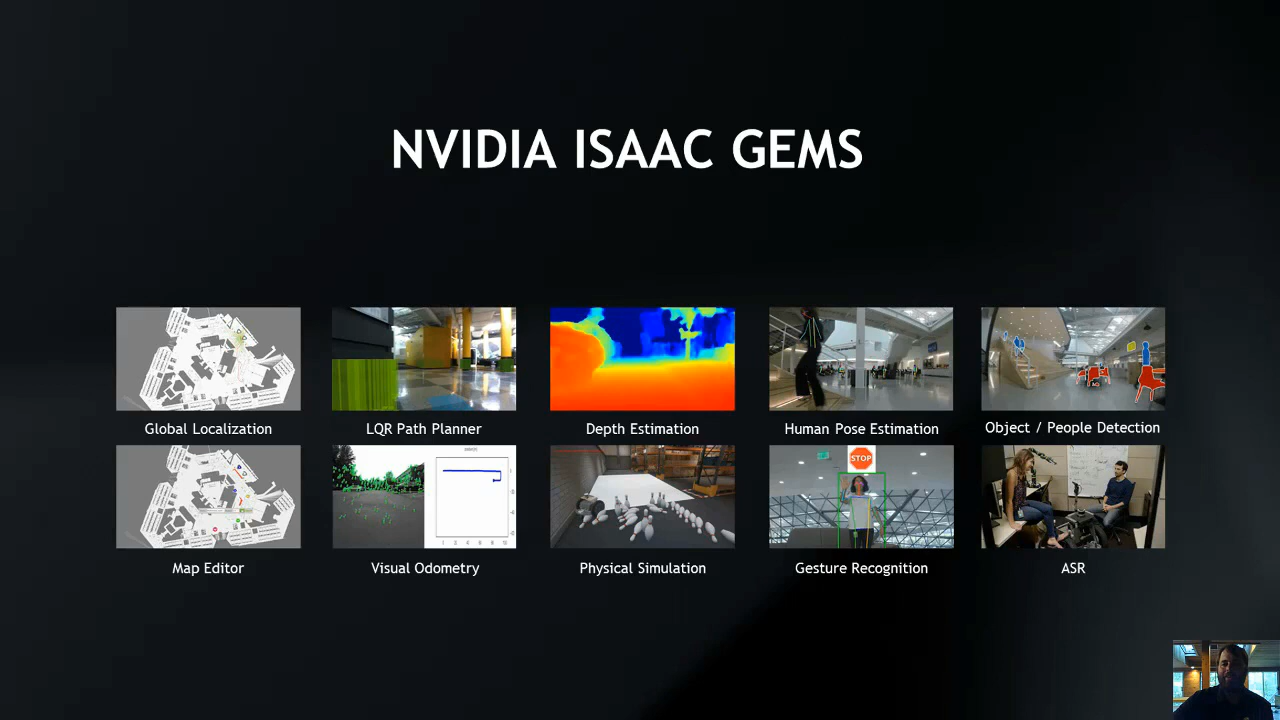 NVIDIA ISAAC GEMS
Global Localization
LQR Path Planner
Depth Estimation
Human Pose Estimation
Object / People Detection
STOP
Map Editor
Visual Odometry
Physical Simulation
Gesture Recognition
ASR